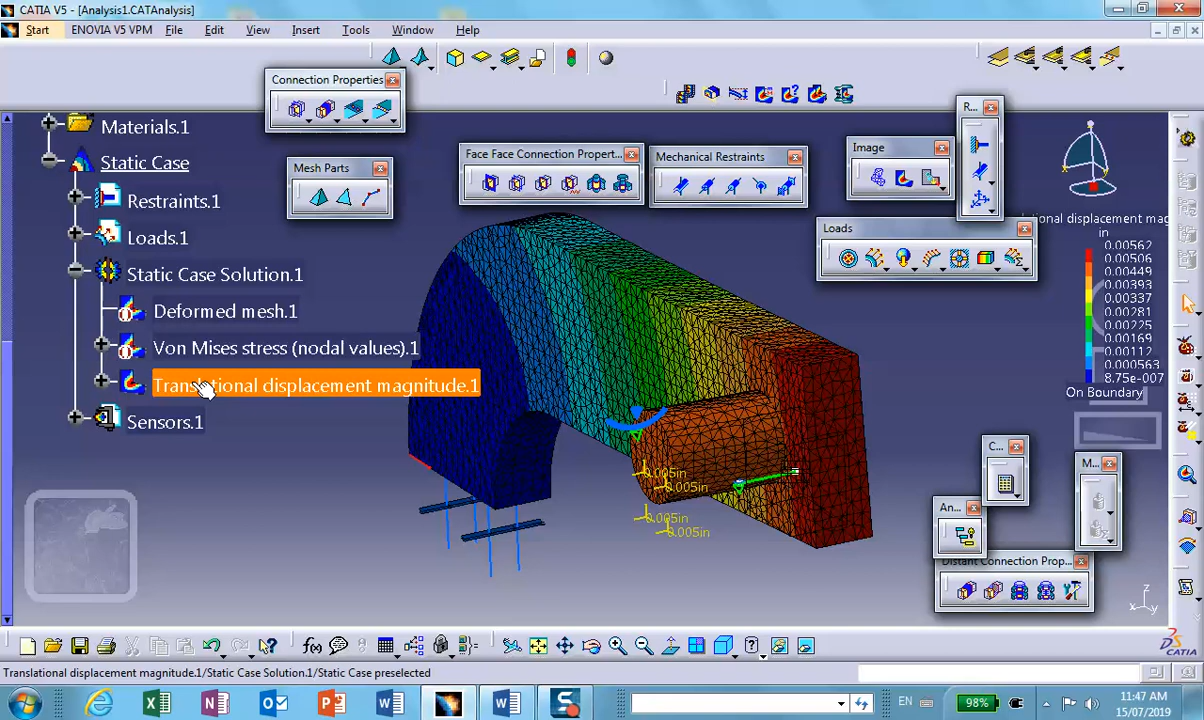 CATIA V5 - [Analysis1.CATAnalysis]
Start ENOVIA V5 VPM File Edit View Insert Tools Window Help
Connection Properties
Mesh Parts
Face Face Connection Propert...
Mechanical Restraints
Image
R...
Loads
Materials.1
Static Case
Restraints.1
Loads.1
Static Case Solution.1
Deformed mesh.1
Von Mises stress (nodal values).1
Translational displacement magnitude.1
Sensors.1
lational displacement mag
in
0.00562
0.00506
0.00449
0.00393
0.00337
0.00281
0.00225
0.00169
0.00112
0.000563
8.75e-007
On Boundary
0.005in
0.005in
0.005in
0.005in
C...
M...
An...
Distant Connection Prop...
z
x
y
f(x)
CATIA
Translational displacement magnitude.1/Static Case Solution.1/Static Case preselected
EN
98%
11:47 AM
15/07/2019